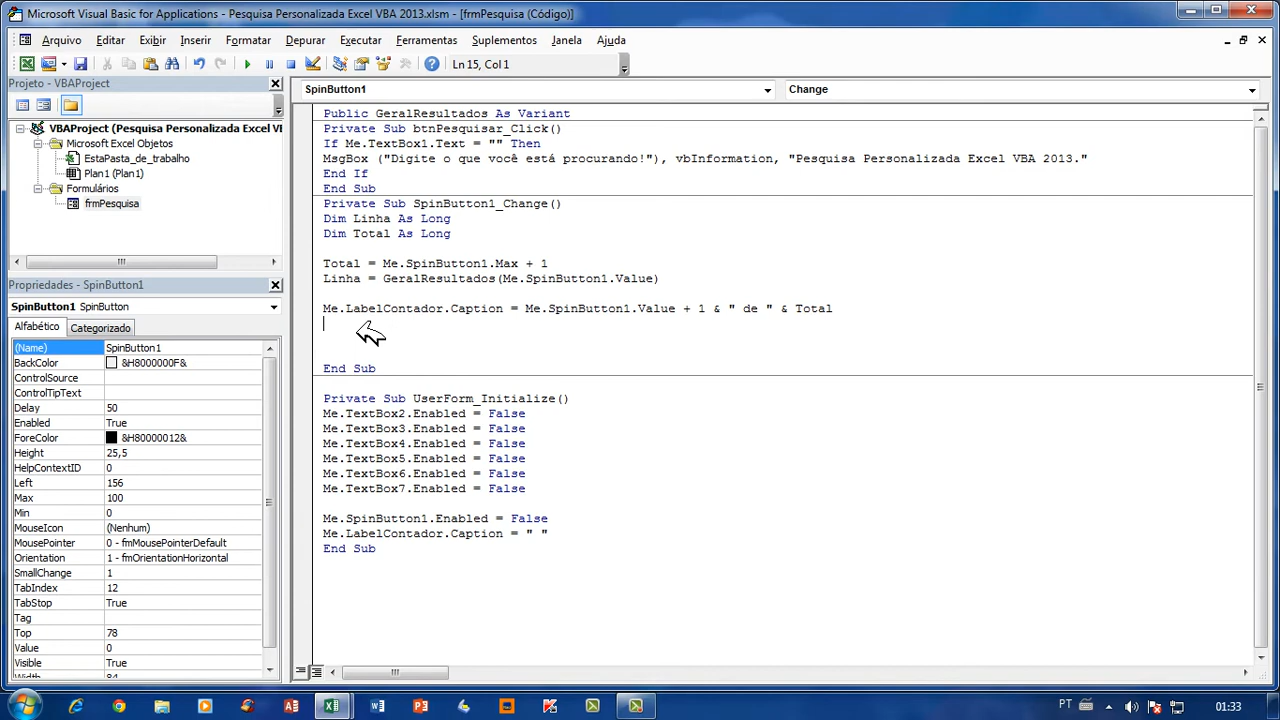 Microsoft Visual Basic for Applications - Pesquisa Personalizada Excel VBA 2013.xlsm - [frmPesquisa (Código)]
Arquivo Editar Exibir Inserir Formatar Depurar Executar Ferramentas Suplementos Janela Ajuda
Ln 15, Col 1
Projeto - VBAProject
VBAProject (Pesquisa Personalizada Excel VI
Microsoft Excel Objetos
EstaPasta_de_trabalho
Plan1 (Plan1)
Formulários
frmPesquisa
Propriedades - SpinButton1
SpinButton1 SpinButton
Alfabético Categorizado
(Name) SpinButton1
BackColor &H8000000F&
ControlSource
ControlTipText
Delay 50
Enabled True
ForeColor &H80000012&
Height 25,5
HelpContextID 0
Left 156
Max 100
Min 0
MouseIcon (Nenhum)
MousePointer 0 - fmMousePointerDefault
Orientation 1 - fmOrientationHorizontal
SmallChange 1
TabIndex 12
TabStop True
Tag
Top 78
Value 0
Visible True
Width 84
SpinButton1 Change
Public GeralResultados As Variant
Private Sub btnPesquisar_Click()
If Me.TextBox1.Text = "" Then
MsgBox ("Digite o que você está procurando!"), vbInformation, "Pesquisa Personalizada Excel VBA 2013."
End If
End Sub
Private Sub SpinButton1_Change()
Dim Linha As Long
Dim Total As Long
Total = Me.SpinButton1.Max + 1
Linha = GeralResultados(Me.SpinButton1.Value)
Me.LabelContador.Caption = Me.SpinButton1.Value + 1 & " de " & Total
End Sub
Private Sub UserForm_Initialize()
Me.TextBox2.Enabled = False
Me.TextBox3.Enabled = False
Me.TextBox4.Enabled = False
Me.TextBox5.Enabled = False
Me.TextBox6.Enabled = False
Me.TextBox7.Enabled = False
Me.SpinButton1.Enabled = False
Me.LabelContador.Caption = " "
End Sub
PT 01:33